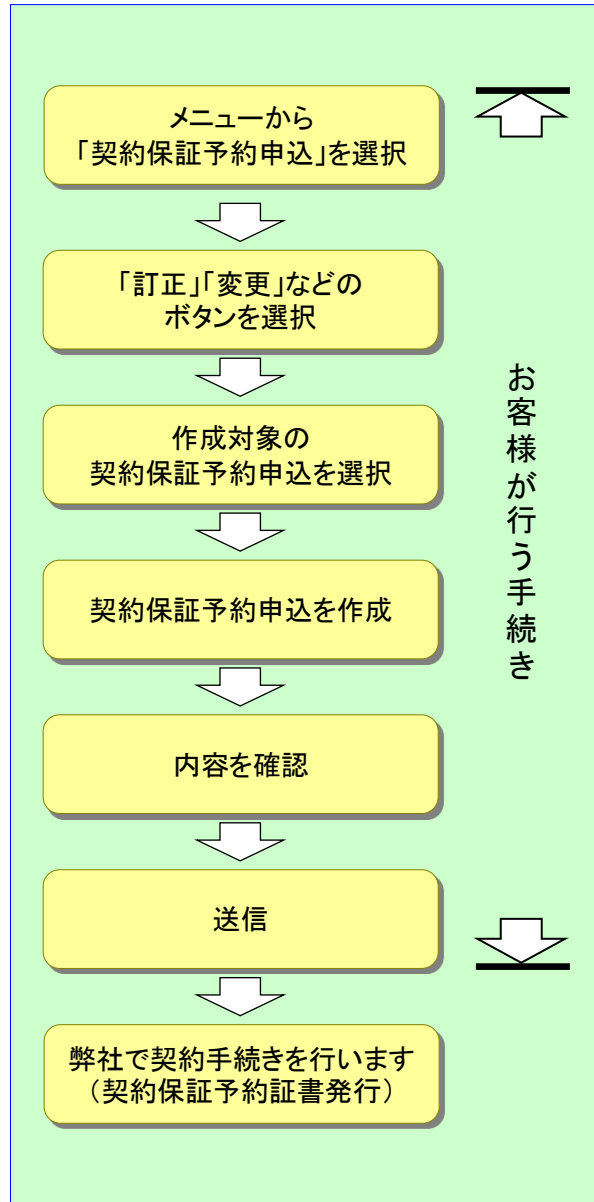 メニューから
「契約保証予約申込」を選択
「訂正」「変更」などの
ボタンを選択
作成対象の
契約保証予約申込を選択
契約保証予約申込を作成
内容を確認
送信
弊社で契約手続きを行います
（契約保証予約証書発行）
お客様が行う手続き